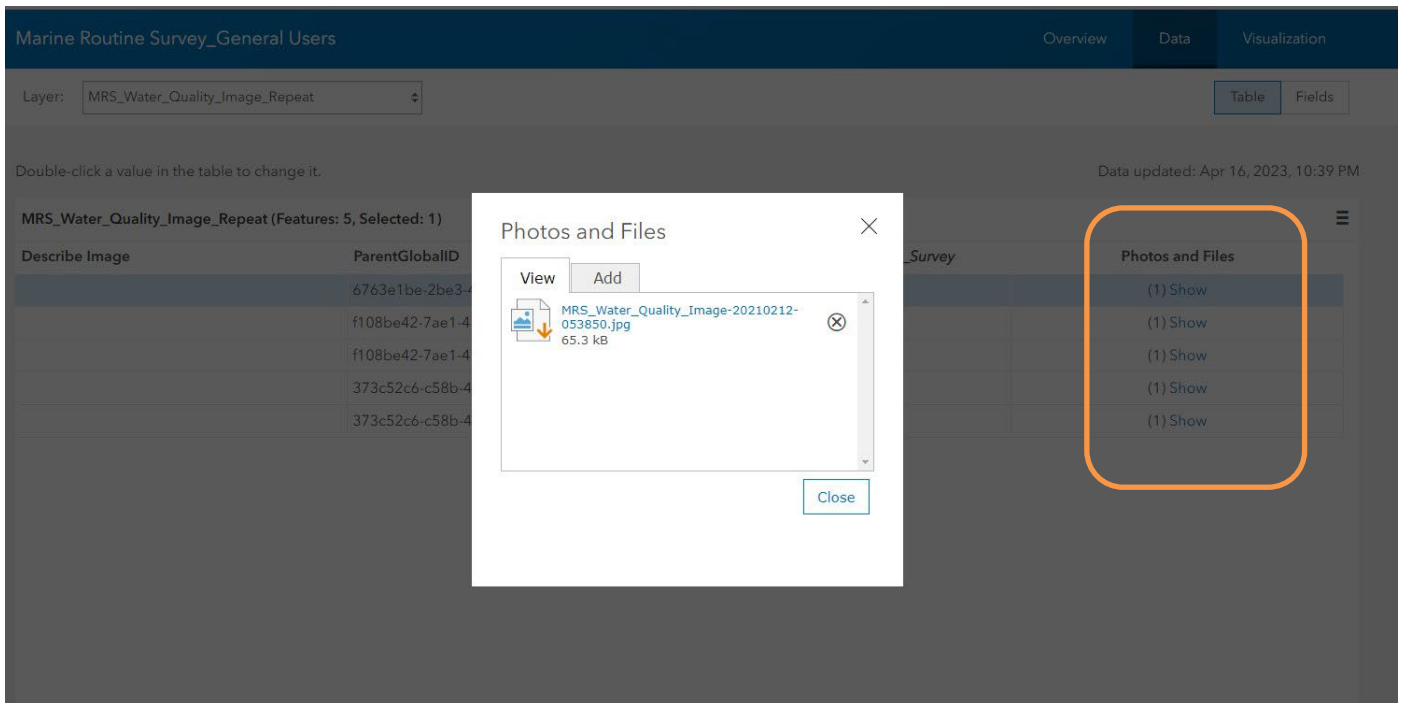 Marine Routine Survey_General Users Overview Data Visualization
Layer: MRS_Water_Quality_Image_Repeat Table Fields
Double-click a value in the table to change it. Data updated: Apr 16, 2023, 10:39 PM
MRS_Water_Quality_Image_Repeat (Features: 5, Selected: 1)
Describe Image ParentGlobalID _Survey Photos and Files
6763e1be-2be3- (1) Show
f108be42-7ae1-4 (1) Show
f108be42-7ae1-4 (1) Show
373c52c6-c58b-4 (1) Show
373c52c6-c58b-4 (1) Show
Photos and Files
View Add
MRS_Water_Quality_Image-20210212-
053850.jpg
65.3 kB
Close